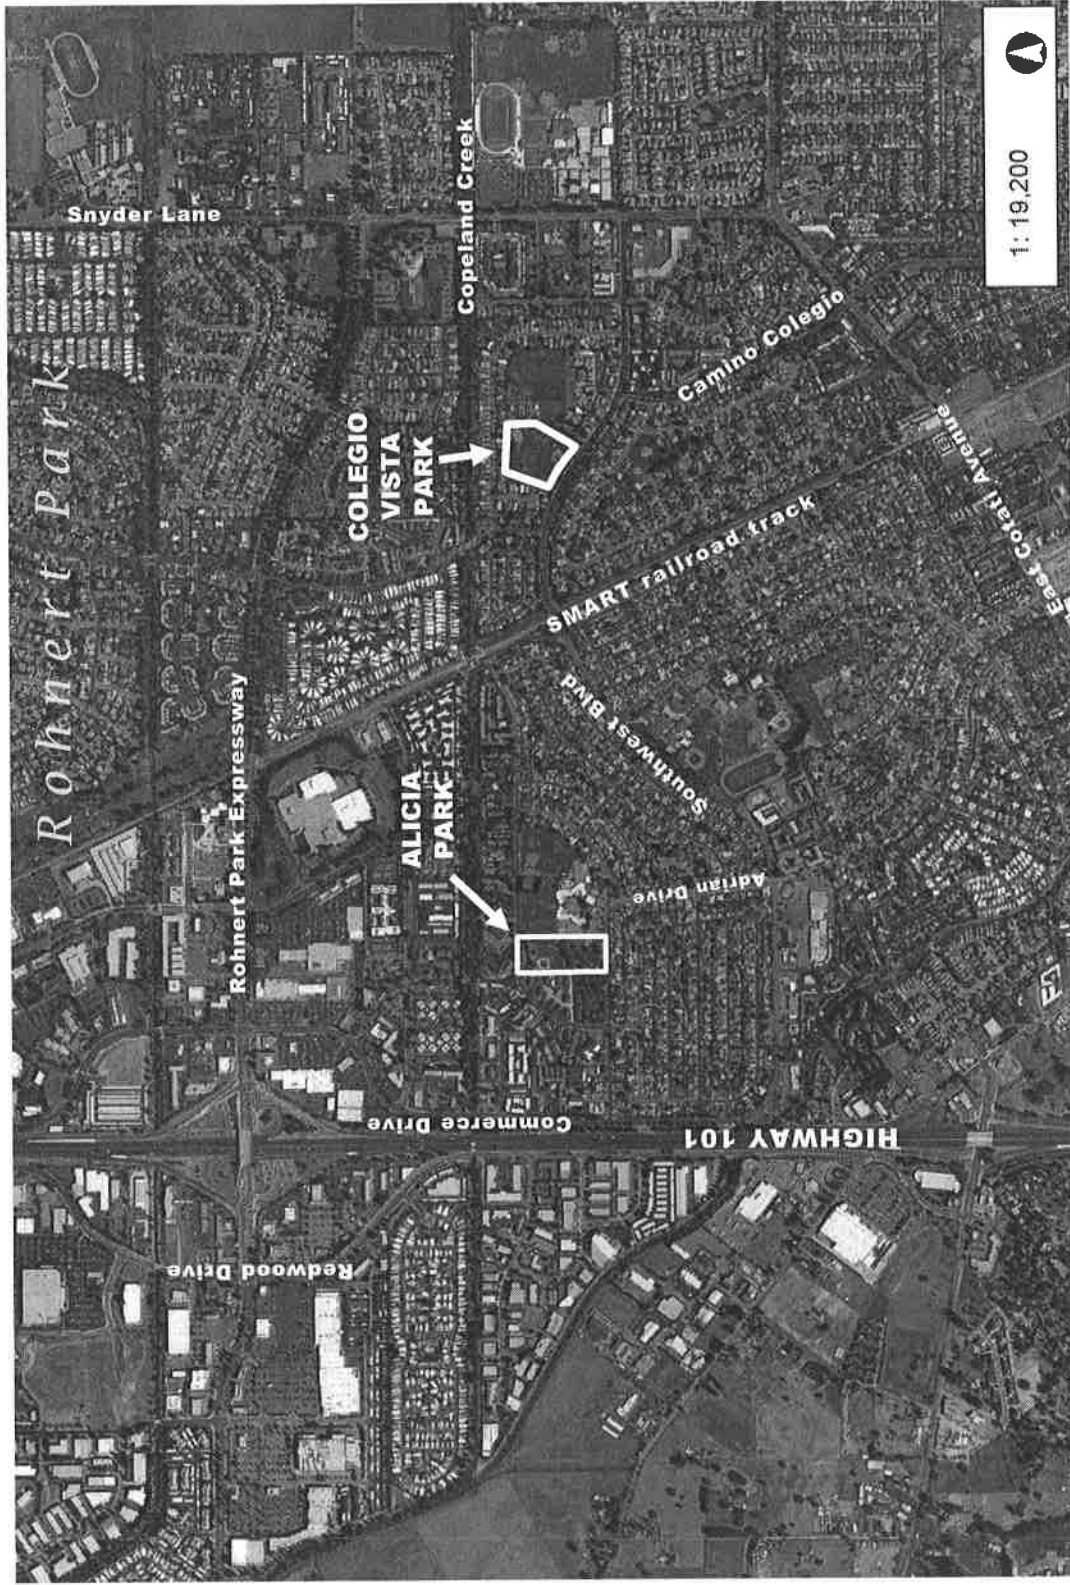 Rohnert Park
Snyder Lane
Copeland Creek
1: 19,200
COLEGIO
VISTA
PARK
Camino Colegio
SMART railroad track
East Cotati Avenue
Rohnert Park Expressway
ALICIA
PARK
Southwest Blvd
Adrian Drive
Commerce Drive
HIGHWAY 101
Redwood Drive